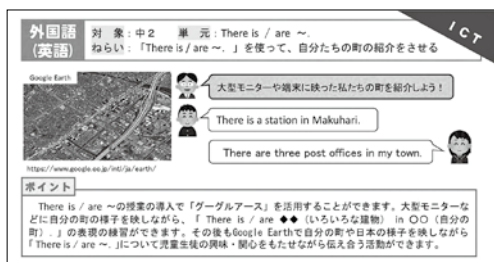 外国語
(英語)
対 象：中２ 単 元：There is / are ～.
ねらい：「There is / are ～. 」を使って、自分たちの町の紹介をさせる
ＩＣＴ
Google Earth
大型モニターや端末に映った私たちの町を紹介しよう！
There is a station in Makuhari.
There are three post offices in my town.
https://www.google.co.jp/intl/ja/earth/
ポイント
There is / are ～の授業の導入で「グーグルアース」を活用することができます。大型モニターな
どに自分の町の様子を映しながら、「 There is / are ◆◆（いろいろな建物） in 〇〇（自分の
町）. 」の表現の練習ができます。その後もGoogle Earthで自分の町や日本の様子を映しながら
「There is / are ～. 」について児童生徒の興味・関心をもたせながら伝え合う活動ができます。